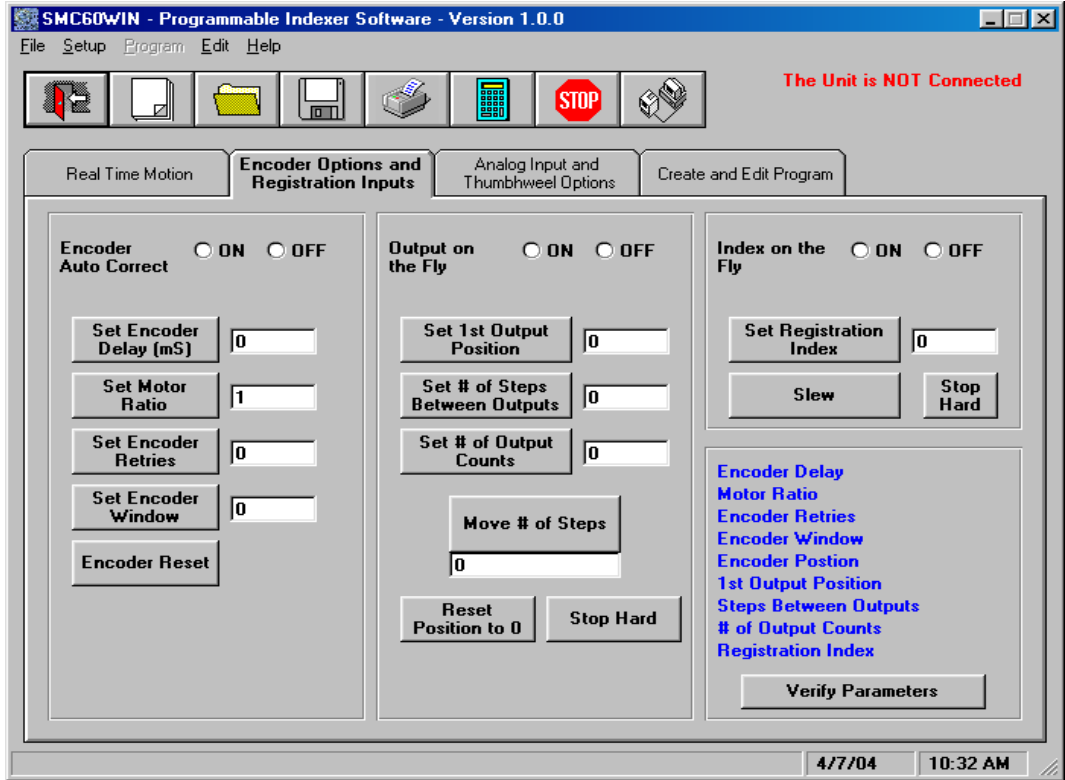 SMC60WIN - Programmable Indexer Software - Version 1.0.0
File Setup Program Edit Help
STOP
The Unit is NOT Connected
Real Time Motion
Encoder Options and
Registration Inputs
Analog Input and
Thumbhweel Options
Create and Edit Program
Encoder
Auto Correct
ON OFF
Set Encoder
Delay (mS)
0
Set Motor
Ratio
1
Set Encoder
Retries
0
Set Encoder
Window
0
Encoder Reset
Output on
the Fly
ON OFF
Set 1st Output
Position
0
Set # of Steps
Between Outputs
0
Set # of Output
Counts
0
Move # of Steps
0
Reset
Position to 0
Stop Hard
Index on the
Fly
ON OFF
Set Registration
Index
0
Slew
Stop
Hard
Encoder Delay
Motor Ratio
Encoder Retries
Encoder Window
Encoder Postion
1st Output Position
Steps Between Outputs
# of Output Counts
Registration Index
Verify Parameters
4/7/04
10:32 AM